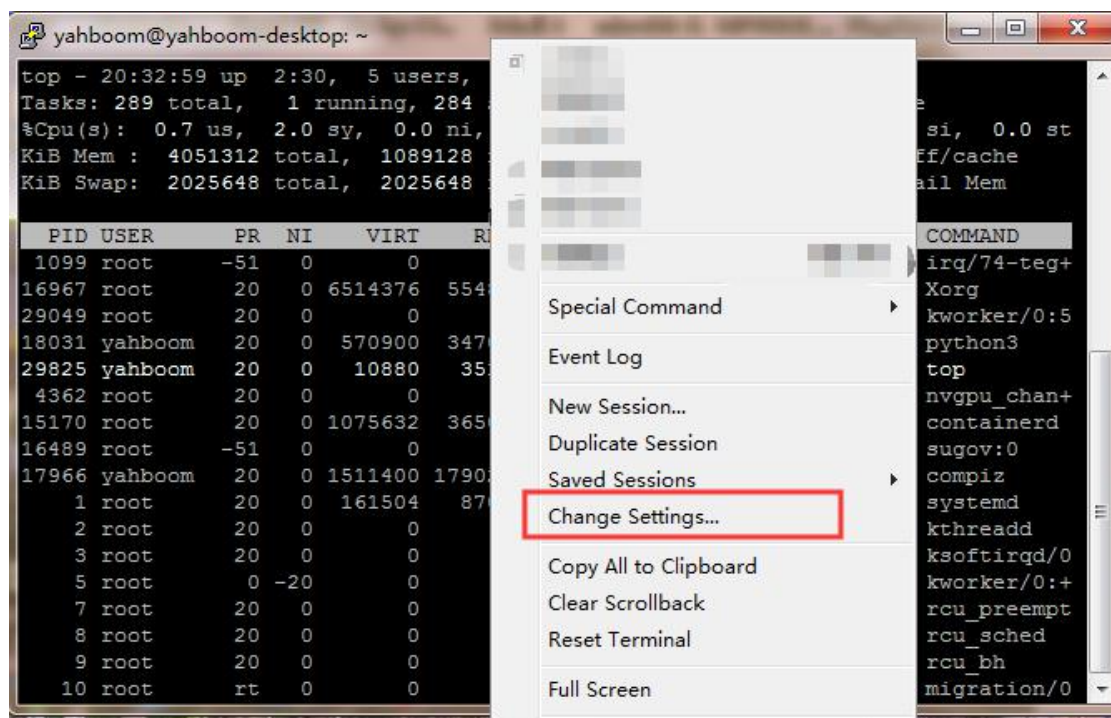 yahboom@yahboom-desktop: ~
top - 20:32:59 up 2:30, 5 users,
Tasks: 289 total, 1 running, 284
%Cpu(s): 0.7 us, 2.0 sy, 0.0 ni, si, 0.0 st
KiB Mem : 4051312 total, 1089128 ff/cache
KiB Swap: 2025648 total, 2025648 ail Mem
PID USER PR NI VIRT COMMAND
1099 root -51 0 0 irq/74-teg+
16967 root 20 0 6514376 554 Xorg
29049 root 20 0 0 kworker/0:5
18031 yahboom 20 0 570900 347 python3
29825 yahboom 20 0 10880 35 top
4362 root 20 0 0 nvgpu_chan+
15170 root 20 0 1075632 365 containerd
16489 root -51 0 0 sugov:0
17966 yahboom 20 0 1511400 1790 compiz
1 root 20 0 161504 87 systemd
2 root 20 0 0 kthreadd
3 root 20 0 0 ksoftirqd/0
5 root 0 -20 0 kworker/0:+
7 root 20 0 0 rcu_preempt
8 root 20 0 0 rcu_sched
9 root 20 0 0 rcu_bh
10 root rt 0 0 migration/0
Special Command
Event Log
New Session...
Duplicate Session
Saved Sessions
Change Settings...
Copy All to Clipboard
Clear Scrollback
Reset Terminal
Full Screen